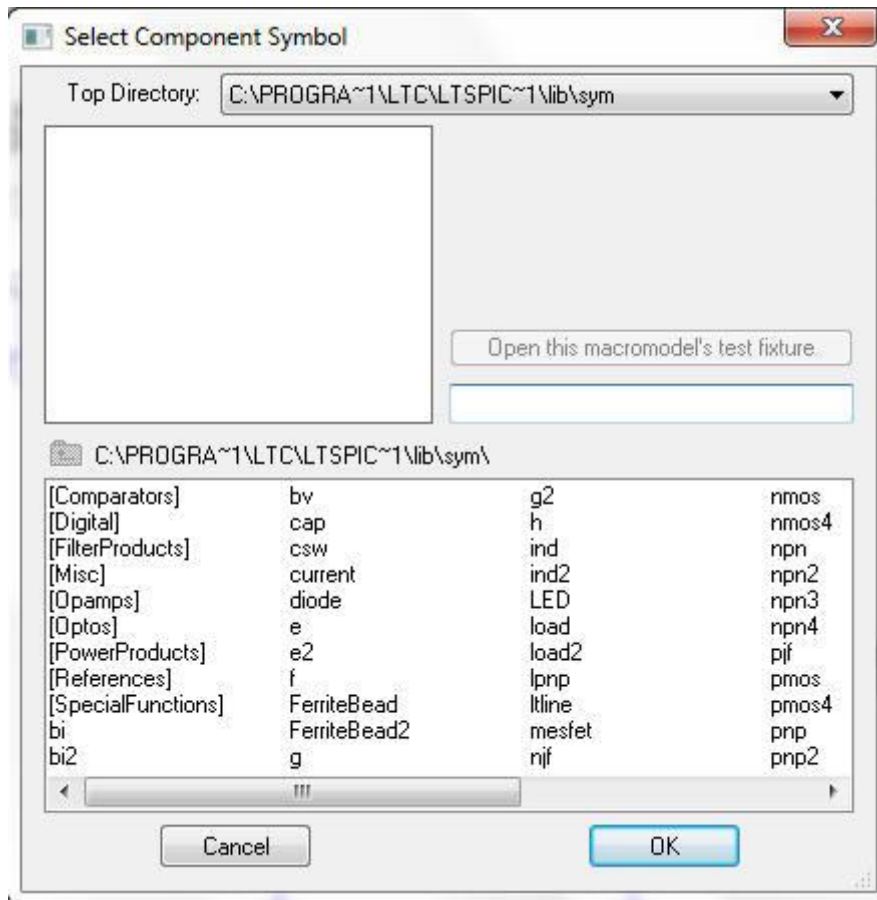 Select Component Symbol
Top Directory: C:\PROGRA~1\LTC\LTSPIC~1\lib\sym
Open this macromodel's test fixture
C:\PROGRA~1\LTC\LTSPIC~1\lib\sym\
[Comparators] bv g2 nmos
[Digital] cap h nmos4
[FilterProducts] csw ind npn
[Misc] current ind2 npn2
[Opamps] diode LED npn3
[Optos] e load npn4
[PowerProducts] e2 load2 pjf
[References] f lpnp pmos
[SpecialFunctions] FerriteBead ltline pmos4
bi FerriteBead2 mesfet pnp
bi2 g njf pnp2
Cancel OK